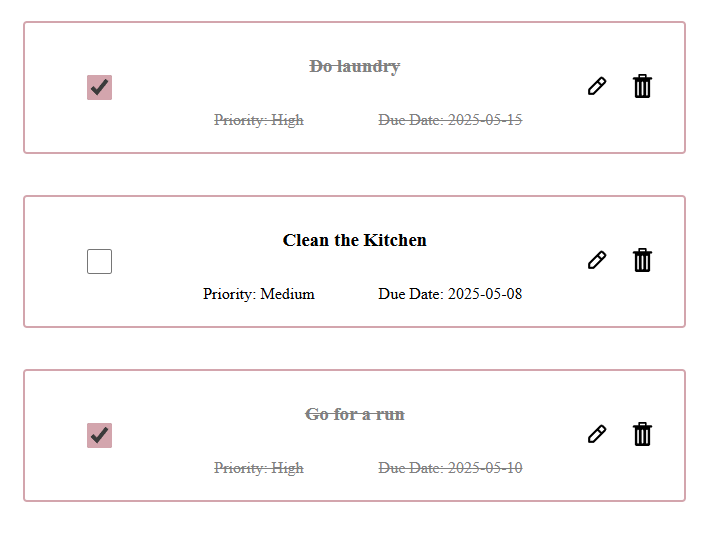 Do laundry
Priority: High Due Date: 2025-05-15
Clean the Kitchen
Priority: Medium Due Date: 2025-05-08
Go for a run
Priority: High Due Date: 2025-05-10